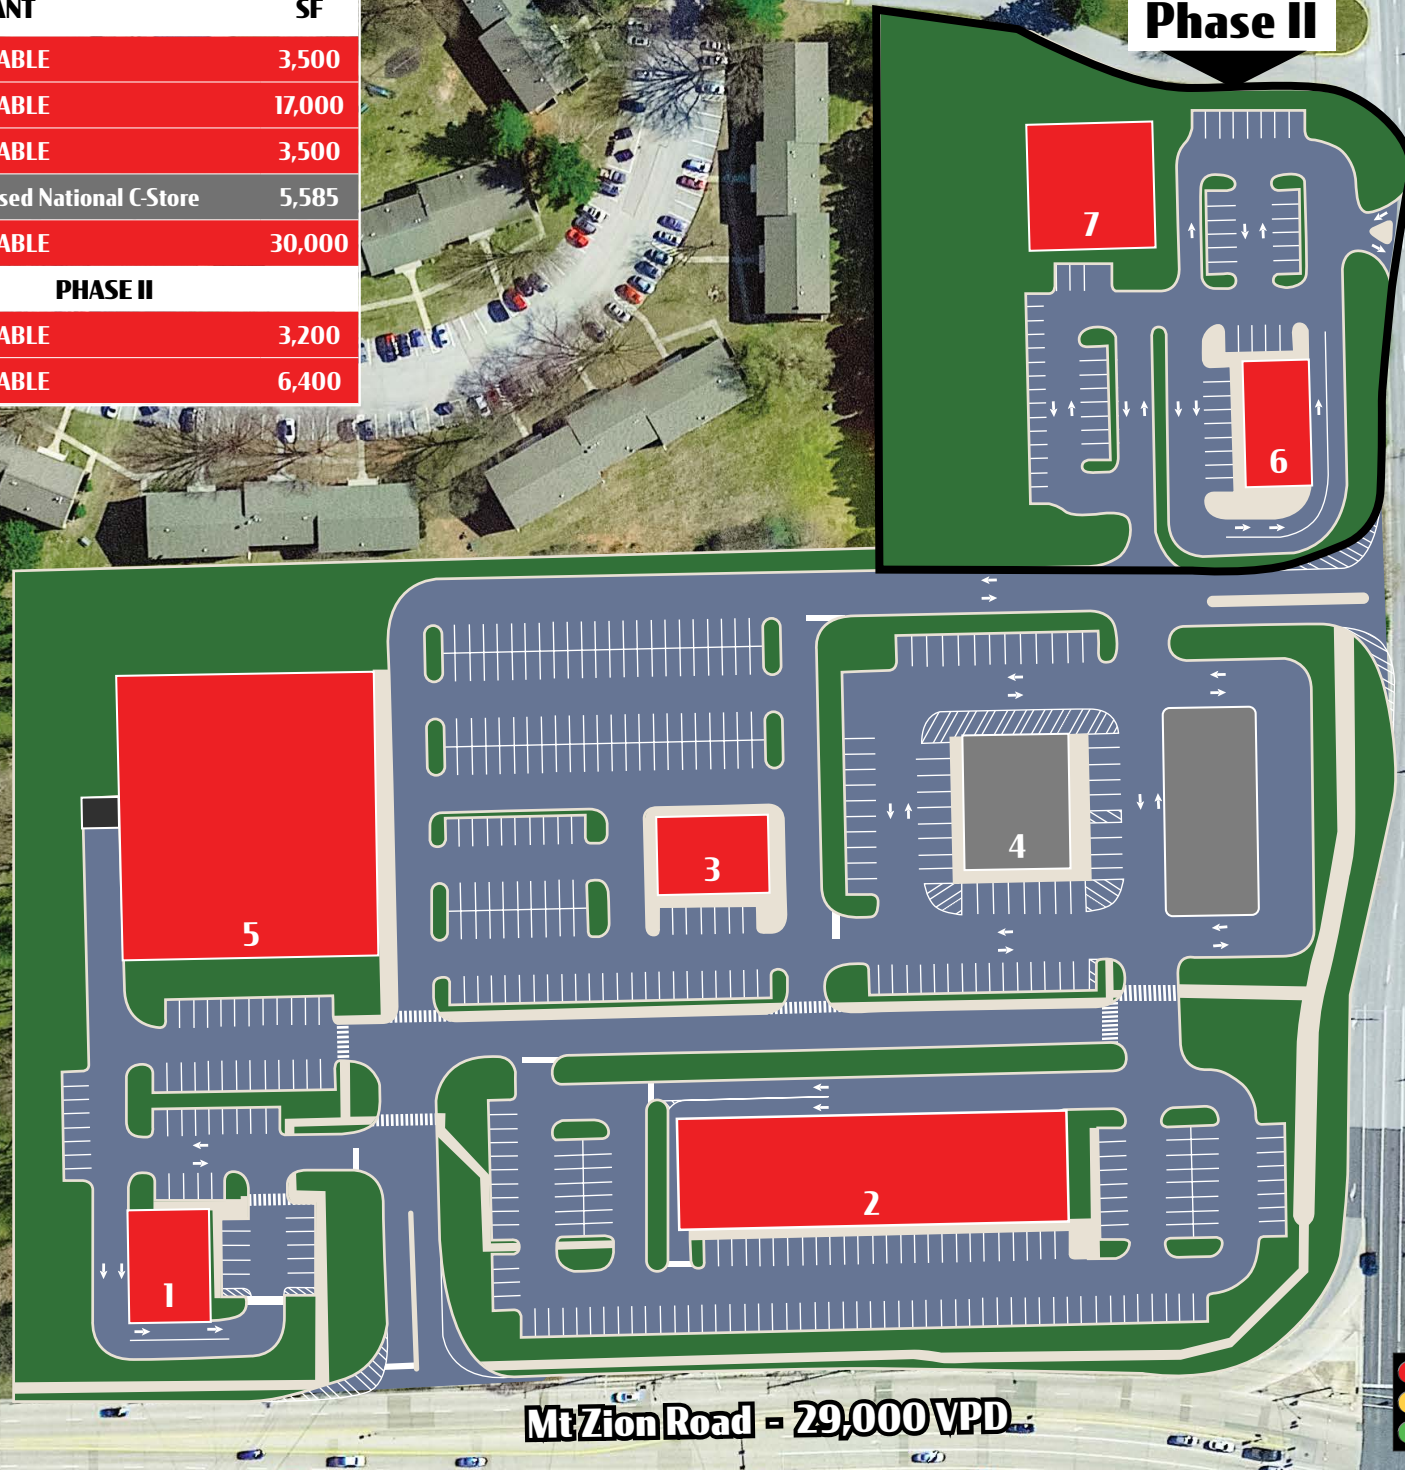 ANT SF
ABLE 3,500
ABLE 17,000
ABLE 3,500
sed National C-Store 5,585
ABLE 30,000
PHASE II
ABLE 3,200
ABLE 6,400
Phase II
7
6
5
3
4
2
1
Mt Zion Road - 29,000 VPD